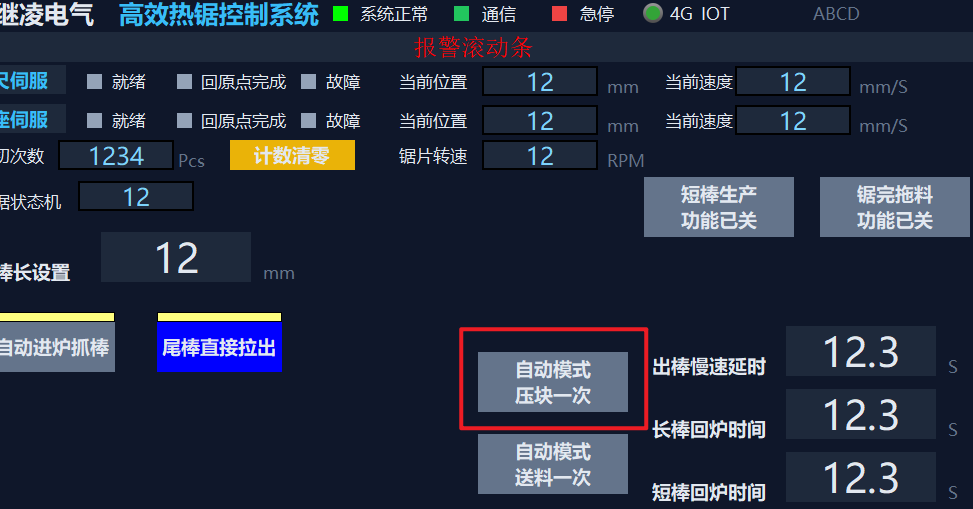 继凌电气 高效热锯控制系统 系统正常 通信 急停 4G IOT ABCD
报警滚动条
尺伺服 就绪 回原点完成 故障 当前位置 12 mm 当前速度 12 mm/S
座伺服 就绪 回原点完成 故障 当前位置 12 mm 当前速度 12 mm/S
切次数 1234 Pcs 计数清零 锯片转速 12 RPM
锯状态机 12
短棒生产
功能已关
锯完拖料
功能已关
棒长设置 12 mm
自动进炉抓棒
尾棒直接拉出
自动模式
压块一次
出棒慢速延时 12.3 S
长棒回炉时间 12.3 S
自动模式
送料一次
短棒回炉时间 12.3 S